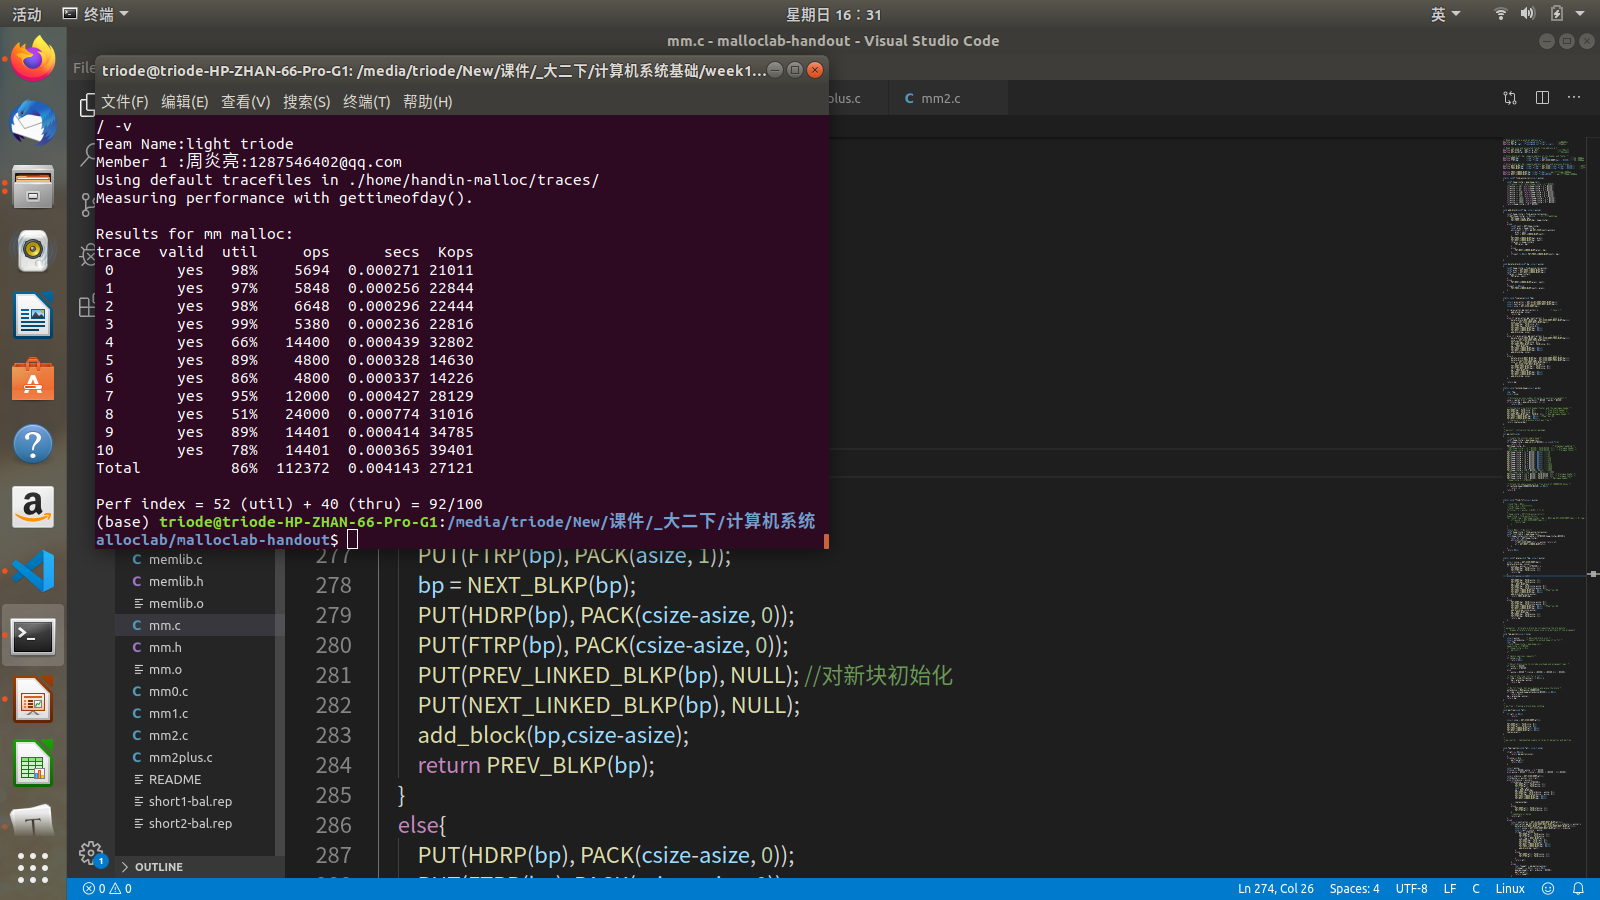 活动 终端 星期日 16：31 英
mm.c - malloclab-handout - Visual Studio Code
File
triode@triode-HP-ZHAN-66-Pro-G1: /media/triode/New/课件/_大二下/计算机系统基础/week1...
文件(F) 编辑(E) 查看(V) 搜索(S) 终端(T) 帮助(H)
plus.c mm2.c
/ -v
Team Name:light triode
Member 1 :周炎亮:1287546402@qq.com
Using default tracefiles in ./home/handin-malloc/traces/
Measuring performance with gettimeofday().
Results for mm malloc:
trace valid util ops secs Kops
0 yes 98% 5694 0.000271 21011
1 yes 97% 5848 0.000256 22844
2 yes 98% 6648 0.000296 22444
3 yes 99% 5380 0.000236 22816
4 yes 66% 14400 0.000439 32802
5 yes 89% 4800 0.000328 14630
6 yes 86% 4800 0.000337 14226
7 yes 95% 12000 0.000427 28129
8 yes 51% 24000 0.000774 31016
9 yes 89% 14401 0.000414 34785
10 yes 78% 14401 0.000365 39401
Total 86% 112372 0.004143 27121
Perf index = 52 (util) + 40 (thru) = 92/100
(base) triode@triode-HP-ZHAN-66-Pro-G1:/media/triode/New/课件/_大二下/计算机系统
alloclab/malloclab-handout$
memlib.c
memlib.h
memlib.o
mm.c
mm.h
mm.o
mm0.c
mm1.c
mm2.c
mm2plus.c
README
short1-bal.rep
short2-bal.rep
OUTLINE
277 PUT(FTRP(bp), PACK(asize, 1));
278 bp = NEXT_BLKP(bp);
279 PUT(HDRP(bp), PACK(csize-asize, 0));
280 PUT(FTRP(bp), PACK(csize-asize, 0));
281 PUT(PREV_LINKED_BLKP(bp), NULL); //对新块初始化
282 PUT(NEXT_LINKED_BLKP(bp), NULL);
283 add_block(bp,csize-asize);
284 return PREV_BLKP(bp);
285 }
286 else{
287 PUT(HDRP(bp), PACK(csize-asize, 0));
1
0 0 Ln 274, Col 26 Spaces: 4 UTF-8 LF C Linux